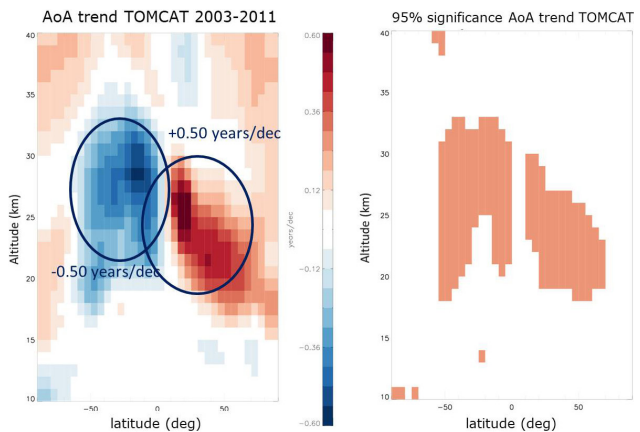 AoA trend TOMCAT 2003-2011
95% significance AoA trend TOMCAT
40
35
30
25
20
15
10
Altitude (km)
-50
0
50
latitude (deg)
+0.50 years/dec
-0.50 years/dec
0.60
0.36
0.12
-0.12
-0.36
-0.60
years/dec
40
35
30
25
20
15
10
Altitude (km)
-50
0
50
latitude (deg)